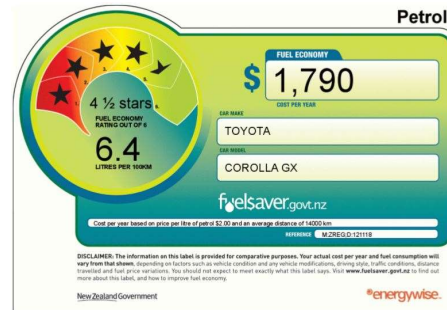 Petrol
FUEL ECONOMY
$ 1,790
COST PER YEAR
1.
2.
3.
4.
5.
6.
4 ½ stars
FUEL ECONOMY
RATING OUT OF 6
6.4
LITRES PER 100KM
CAR MAKE
TOYOTA
CAR MODEL
COROLLA GX
fuelsaver.govt.nz
Cost per year based on price per litre of petrol $2.00 and an average distance of 14000 km
REFERENCE M:ZREG,D:121118
DISCLAIMER: The information on this label is provided for comparative purposes. Your actual cost per year and fuel consumption will
vary from that shown, depending on factors such as vehicle condition and any vehicle modifications, driving style, traffic conditions, distance
travelled and fuel price variations. You should not expect to meet exactly what this label says. Visit www.fuelsaver.govt.nz to find out
more about this label, and how to improve fuel economy.
New Zealand Government
energywise.